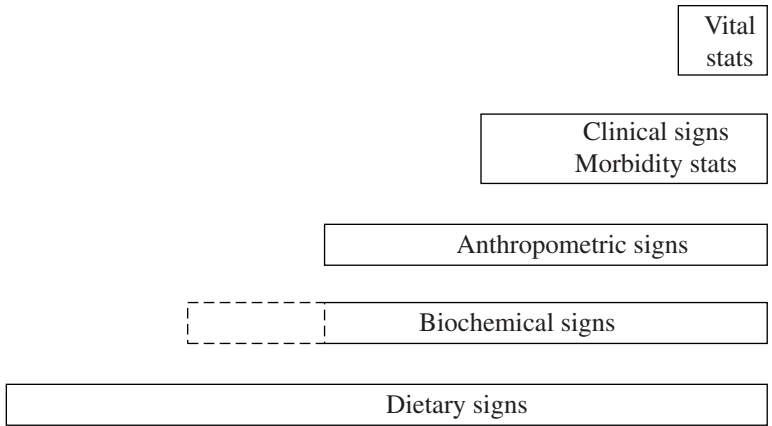 Vital
stats
Clinical signs
Morbidity stats
Anthropometric signs
Biochemical signs
Dietary signs